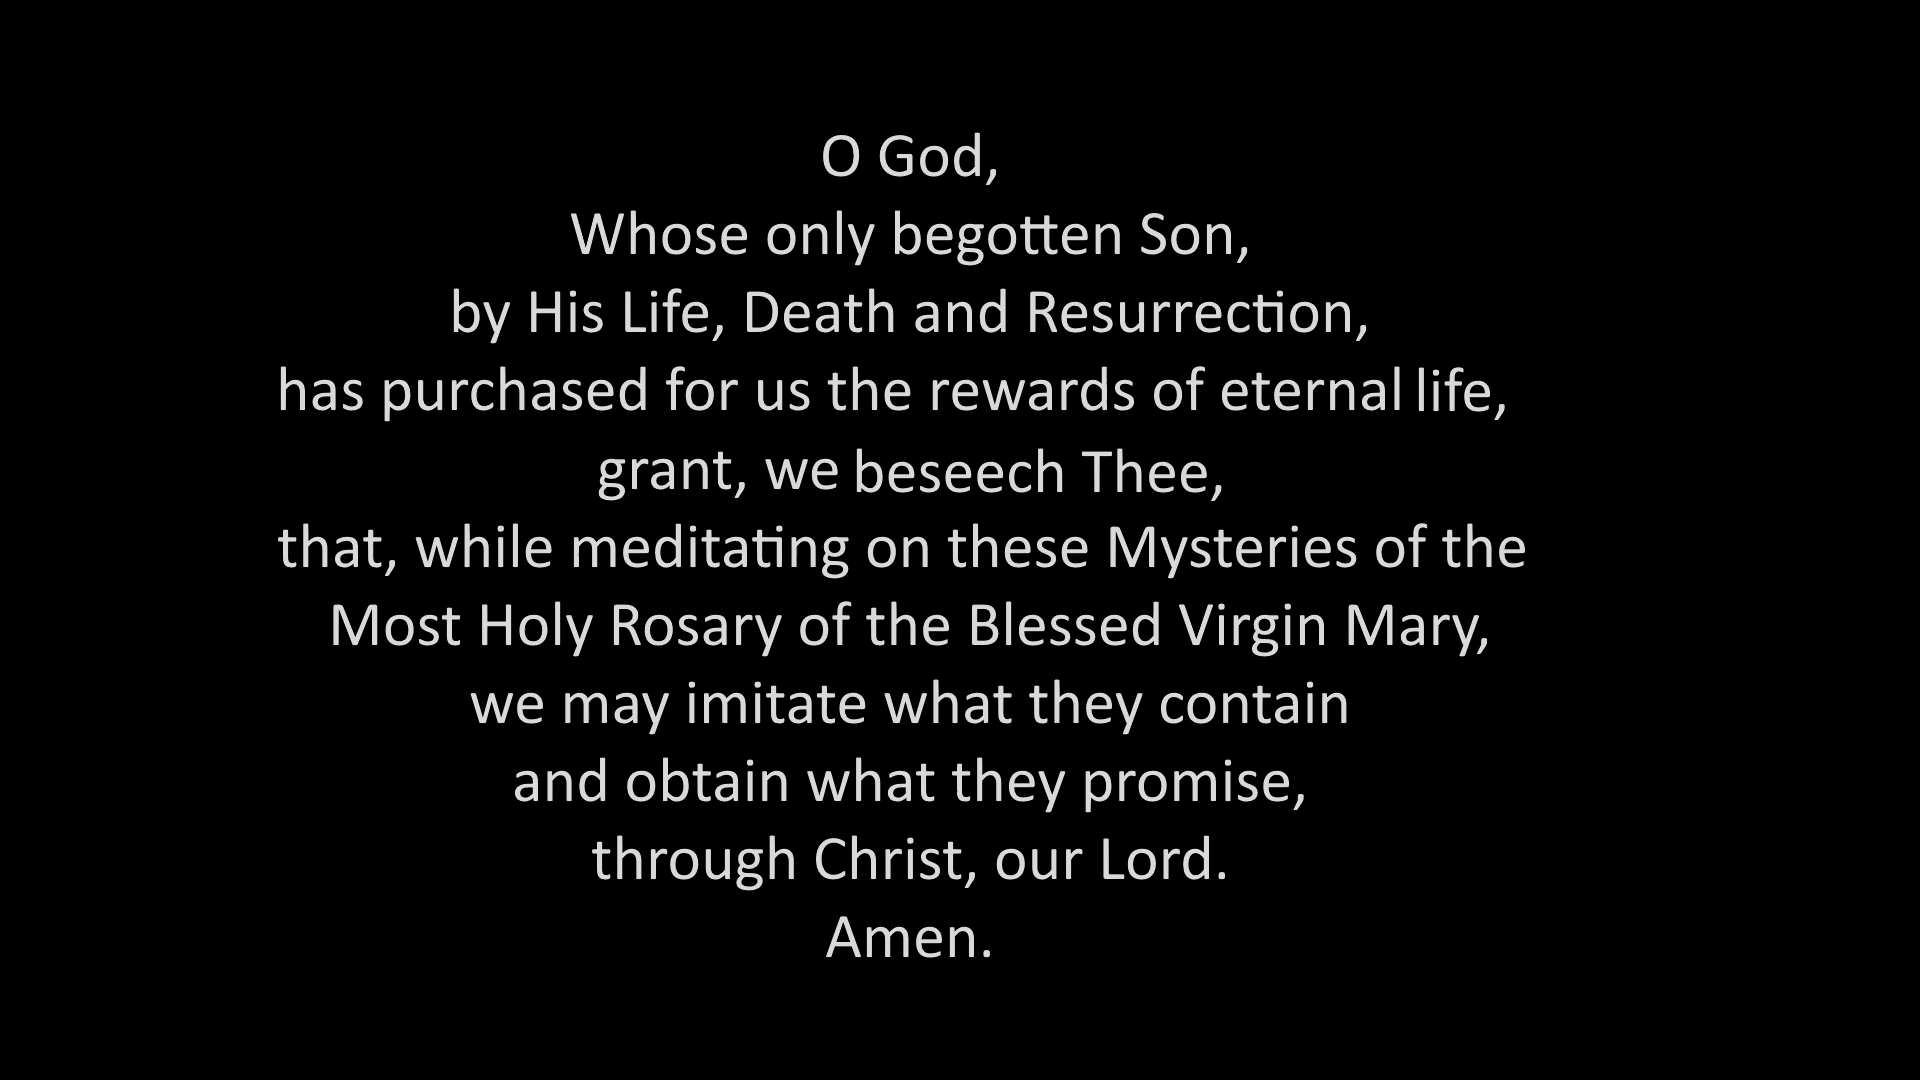 O God,
Whose only begotten Son,
by His Life, Death and Resurrection,
has purchased for us the rewards of eternal life,
grant, we beseech Thee,
that, while meditating on these Mysteries of the
Most Holy Rosary of the Blessed Virgin Mary,
we may imitate what they contain
and obtain what they promise,
through Christ, our Lord.
Amen.